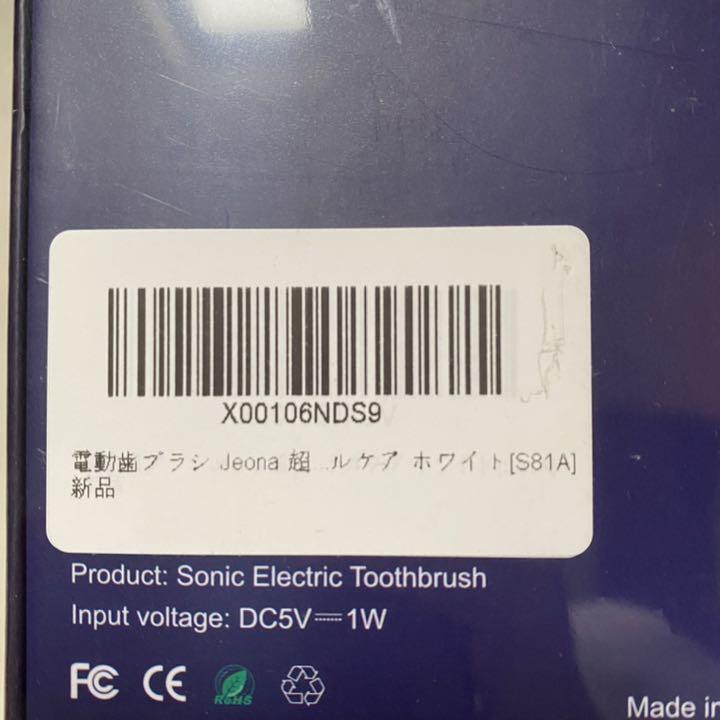 X00106NDS9
電動歯ブラシ Jeona 超...ルケア ホワイト[S81A]
新品
Product: Sonic Electric Toothbrush
Input voltage: DC5V⎓1W
FC CE RoHS
Made in